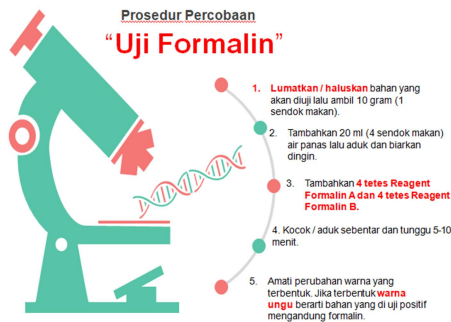 Prosedur Percobaan
“Uji Formalin”
1. Lumatkan / haluskan bahan yang
akan diuji lalu ambil 10 gram (1
sendok makan).
2. Tambahkan 20 ml (4 sendok makan)
air panas lalu aduk dan biarkan
dingin.
3. Tambahkan 4 tetes Reagent
Formalin A dan 4 tetes Reagent
Formalin B.
4. Kocok / aduk sebentar dan tunggu 5-10
menit.
5. Amati perubahan warna yang
terbentuk. Jika terbentuk warna
ungu berarti bahan yang di uji positif
mengandung formalin.